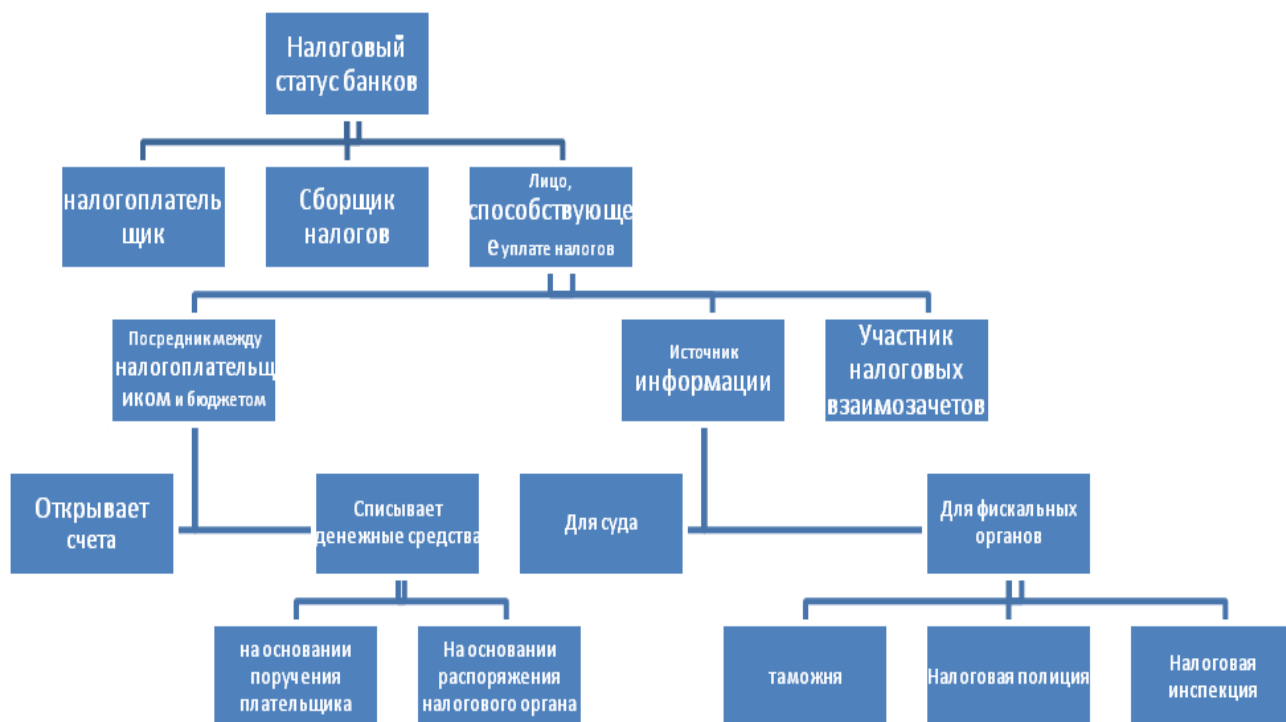 Налоговый
статус банков
налогоплатель
щик
Сборщик
налогов
Лицо,
способствующе
е уплате налогов
Посредник между
налогоплательщ
иком и бюджетом
Источник
информации
Участник
налоговых
взаимозачетов
Открывает
счета
Списывает
денежные средства
Для суда
Для фискальных
органов
на основании
поручения
плательщика
На основании
распоряжения
налогового органа
таможня
Налоговая полиция
Налоговая
инспекция